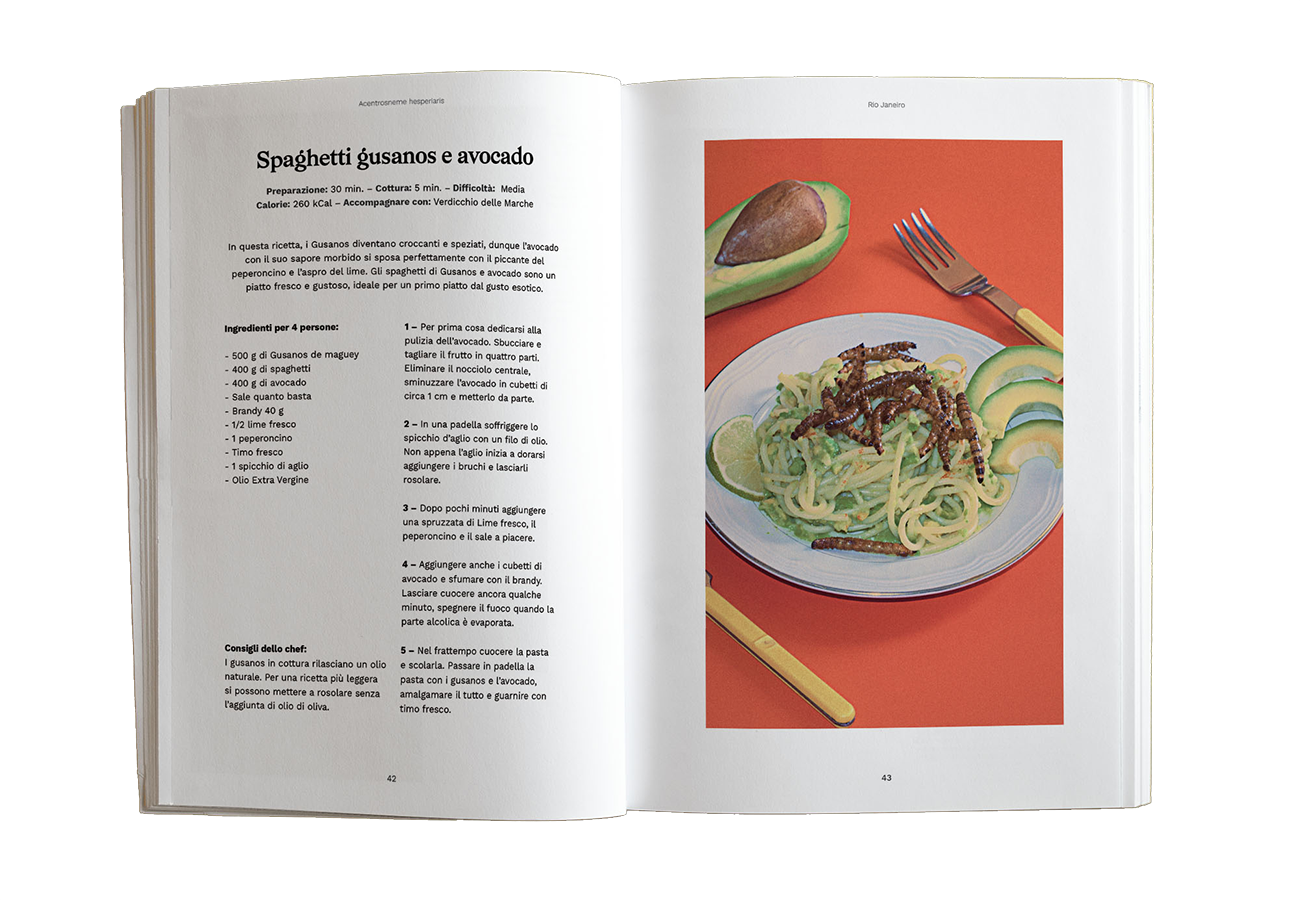 Acentrosneme hesperiaris
Spaghetti gusanos e avocado
Preparazione: 30 min. – Cottura: 5 min. – Difficoltà: Media
Calorie: 260 kCal – Accompagnare con: Verdicchio delle Marche
In questa ricetta, i Gusanos diventano croccanti e speziati, dunque l'avocado
con il suo sapore morbido si sposa perfettamente con il piccante del
peperoncino e l'aspro del lime. Gli spaghetti di Gusanos e avocado sono un
piatto fresco e gustoso, ideale per un primo piatto dal gusto esotico.
Ingredienti per 4 persone:
- 500 g di Gusanos de maguey
- 400 g di spaghetti
- 400 g di avocado
- Sale quanto basta
- Brandy 40 g
- 1/2 lime fresco
- 1 peperoncino
- Timo fresco
- 1 spicchio di aglio
- Olio Extra Vergine
Consigli dello chef:
I gusanos in cottura rilasciano un olio
naturale. Per una ricetta più leggera
si possono mettere a rosolare senza
l'aggiunta di olio di oliva.
1 – Per prima cosa dedicarsi alla
pulizia dell'avocado. Sbucciare e
tagliare il frutto in quattro parti.
Eliminare il nocciolo centrale,
sminuzzare l'avocado in cubetti di
circa 1 cm e metterlo da parte.
2 – In una padella soffriggere lo
spicchio d'aglio con un filo di olio.
Non appena l'aglio inizia a dorarsi
aggiungere i bruchi e lasciarli
rosolare.
3 – Dopo pochi minuti aggiungere
una spruzzata di Lime fresco, il
peperoncino e il sale a piacere.
4 – Aggiungere anche i cubetti di
avocado e sfumare con il brandy.
Lasciare cuocere ancora qualche
minuto, spegnere il fuoco quando la
parte alcolica è evaporata.
5 – Nel frattempo cuocere la pasta
e scolarla. Passare in padella la
pasta con i gusanos e l'avocado,
amalgamare il tutto e guarnire con
timo fresco.
42
Rio Janeiro
43